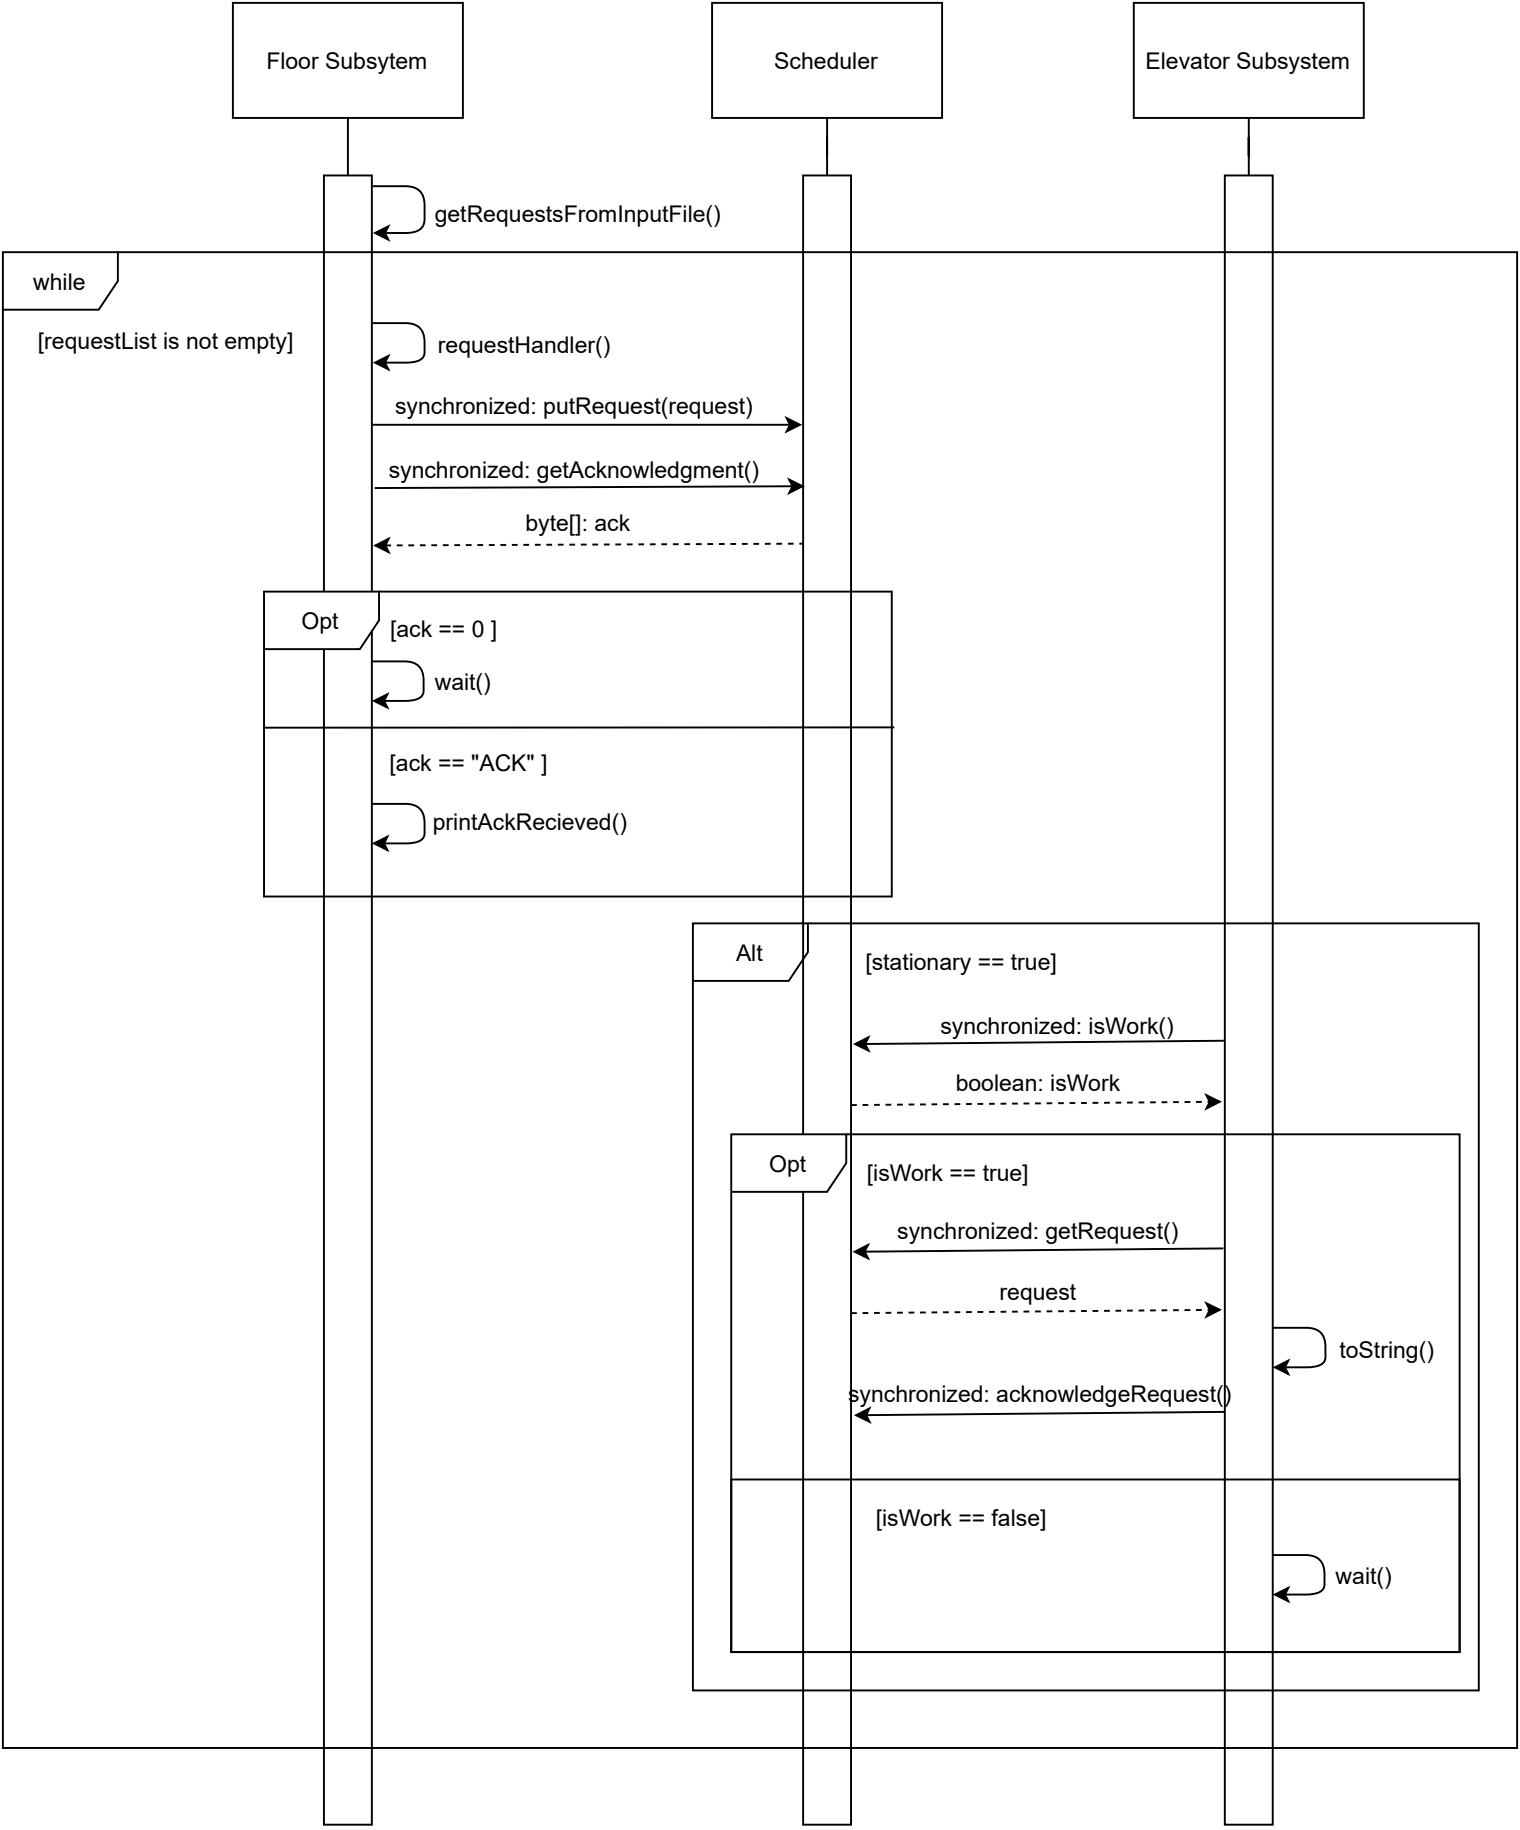 Floor Subsytem
Scheduler
Elevator Subsystem
getRequestsFromInputFile()
while
[requestList is not empty]
requestHandler()
synchronized: putRequest(request)
synchronized: getAcknowledgment()
byte[]: ack
Opt
[ack == 0 ]
wait()
[ack == "ACK" ]
printAckRecieved()
Alt
[stationary == true]
synchronized: isWork()
boolean: isWork
Opt
[isWork == true]
synchronized: getRequest()
request
toString()
synchronized: acknowledgeRequest()
[isWork == false]
wait()